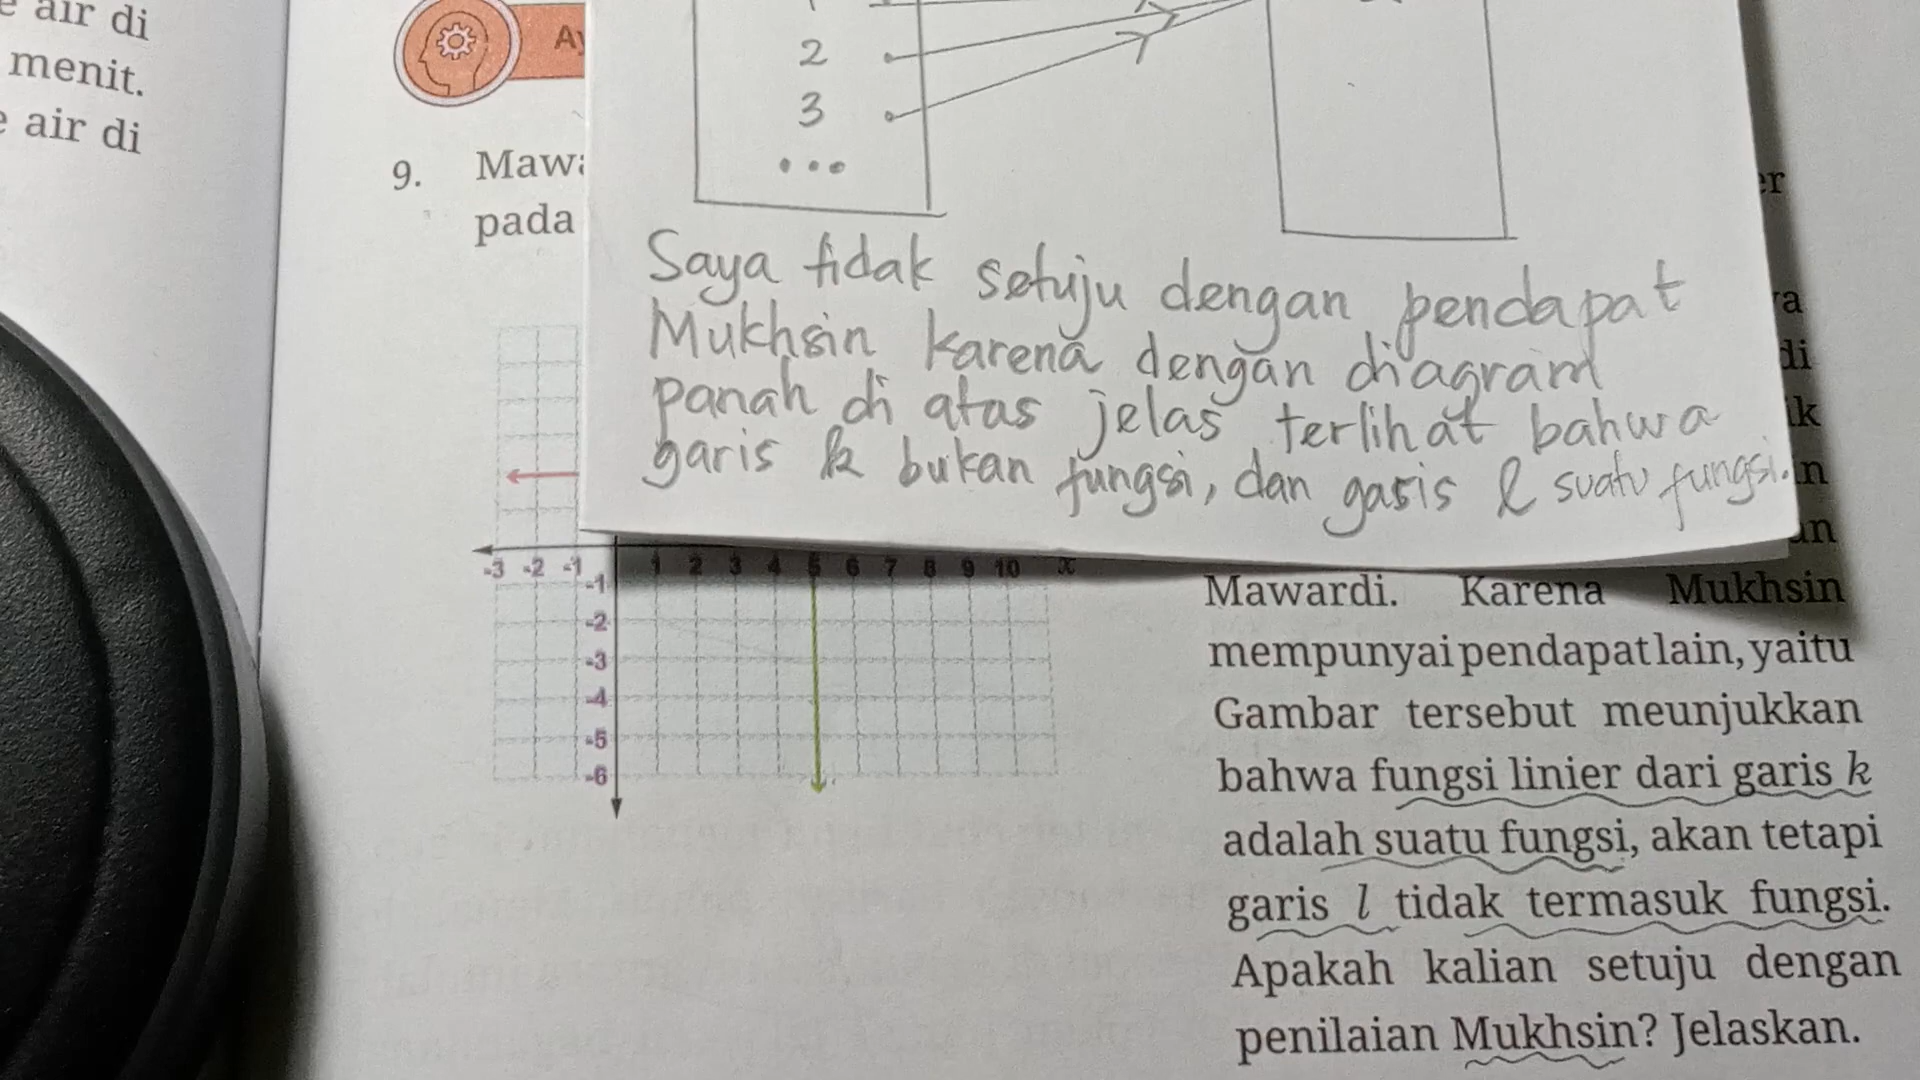 air di
menit.
air di
2
3
...
9.
pada
Saya tidak setuju dengan pendapat
Mukhsin karena dengan diagram
panah di atas jelas terlihat bahwa
garis k bukan fungsi, dan garis l suatu fungsi.
-3 -2 -1 1 2 3 4 5 6 7 8 9 10 x
-1
-2
-3
-4
-5
-6
Mawardi. Karena Mukhsin
mempunyai pendapat lain, yaitu
Gambar tersebut meunjukkan
bahwa fungsi linier dari garis k
adalah suatu fungsi, akan tetapi
garis l tidak termasuk fungsi.
Apakah kalian setuju dengan
penilaian Mukhsin? Jelaskan.